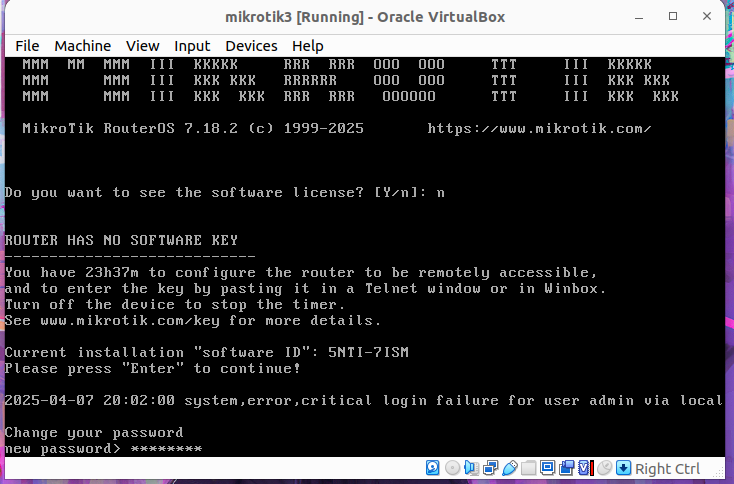 mikrotik3 [Running] - Oracle VirtualBox
File Machine View Input Devices Help
MMM  MM  MMM  III  KKKKK     RRR  RRR  OOO  OOO     TTT     III  KKKKK
MMM      MMM  III  KKK KKK   RRRRRR    OOO  OOO     TTT     III  KKK KKK
MMM      MMM  III  KKK  KKK  RRR  RRR   OOOOOO      TTT     III  KKK  KKK
MikroTik RouterOS 7.18.2 (c) 1999-2025       https://www.mikrotik.com/
Do you want to see the software license? [Y/n]: n
ROUTER HAS NO SOFTWARE KEY
----------------------------
You have 23h37m to configure the router to be remotely accessible,
and to enter the key by pasting it in a Telnet window or in Winbox.
Turn off the device to stop the timer.
See www.mikrotik.com/key for more details.
Current installation "software ID": 5NTI-7ISM
Please press "Enter" to continue!
2025-04-07 20:02:00 system,error,critical login failure for user admin via local
Change your password
new password> ********
Right Ctrl